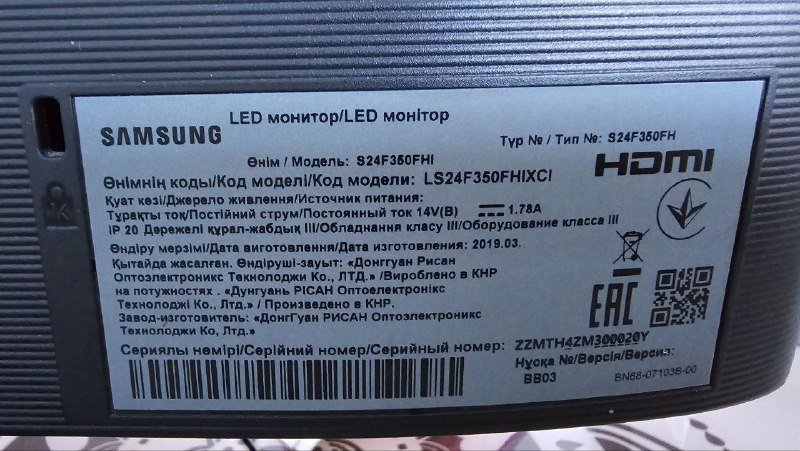 SAMSUNG
LED монитор/LED монітор
Түр № / Тип №: S24F350FH
Өнім / Модель: S24F350FHI
HDMI
Өнімнің коды/Код моделі/Код модели: LS24F350FHIXCI
Қуат көзі/Джерело живлення/Источник питания:
Тұрақты ток/Постійний струм/Постоянный ток 14V(B) 1.78A
IP 20 Дәрежелі құрал-жабдық III/Обладнання класу III/Оборудование класса III
Өндіру мерзімі/Дата виготовлення/Дата изготовления: 2019.03.
Қытайда жасалған. Өндіруші-зауыт: «Донггуан Рисан
Оптоэлектроникс Текнолоджи Ко., ЛТД.» /Вироблено в КНР
на потужностях . «Дунгуань РІСАН Оптоелектронікс
Технолоджі Ко., Лтд.» / Произведено в КНР.
Завод-изготовитель: «ДонгГуан РИСАН Оптоэлектроникс
Текнолоджи Ко, ЛТД»
EAC
Сериялы немірі/Серійний номер/Серийный номер: ZZMTH4ZM300020Y
Нұсқа №/Версія/Версия:
BB03
BN68-07103B-00
K